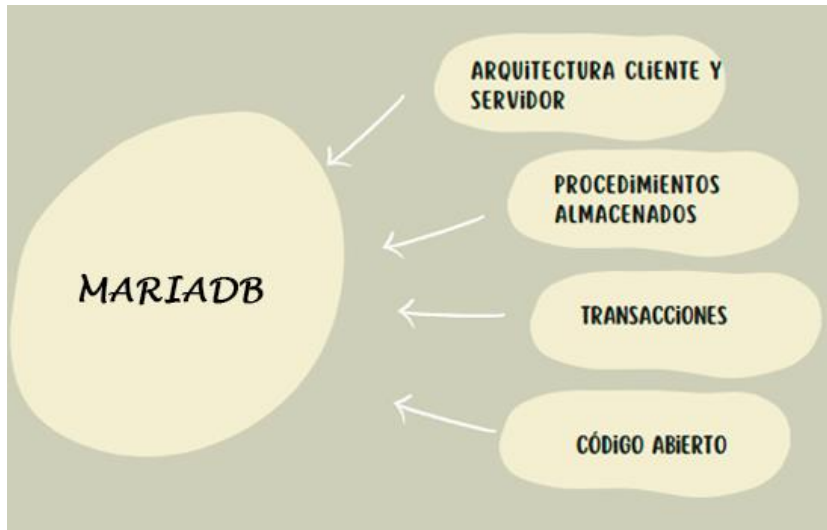 ARQUITECTURA CLIENTE Y
SERVIDOR
PROCEDIMIENTOS
ALMACENADOS
MARIADB
TRANSACCIONES
CÓDIGO ABIERTO